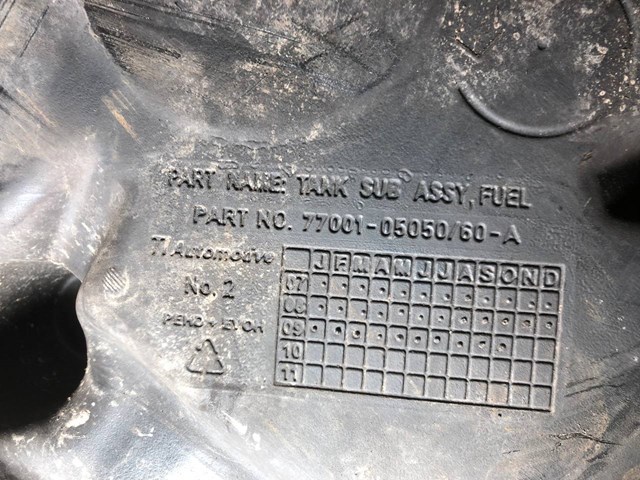 PART NAME: TANK SUB ASSY, FUEL
PART NO. 77001-05050/60-A
TI Automotive
No. 2
PEHD + EVOH
J F M A M J J A S O N D
07
08
09
10
11